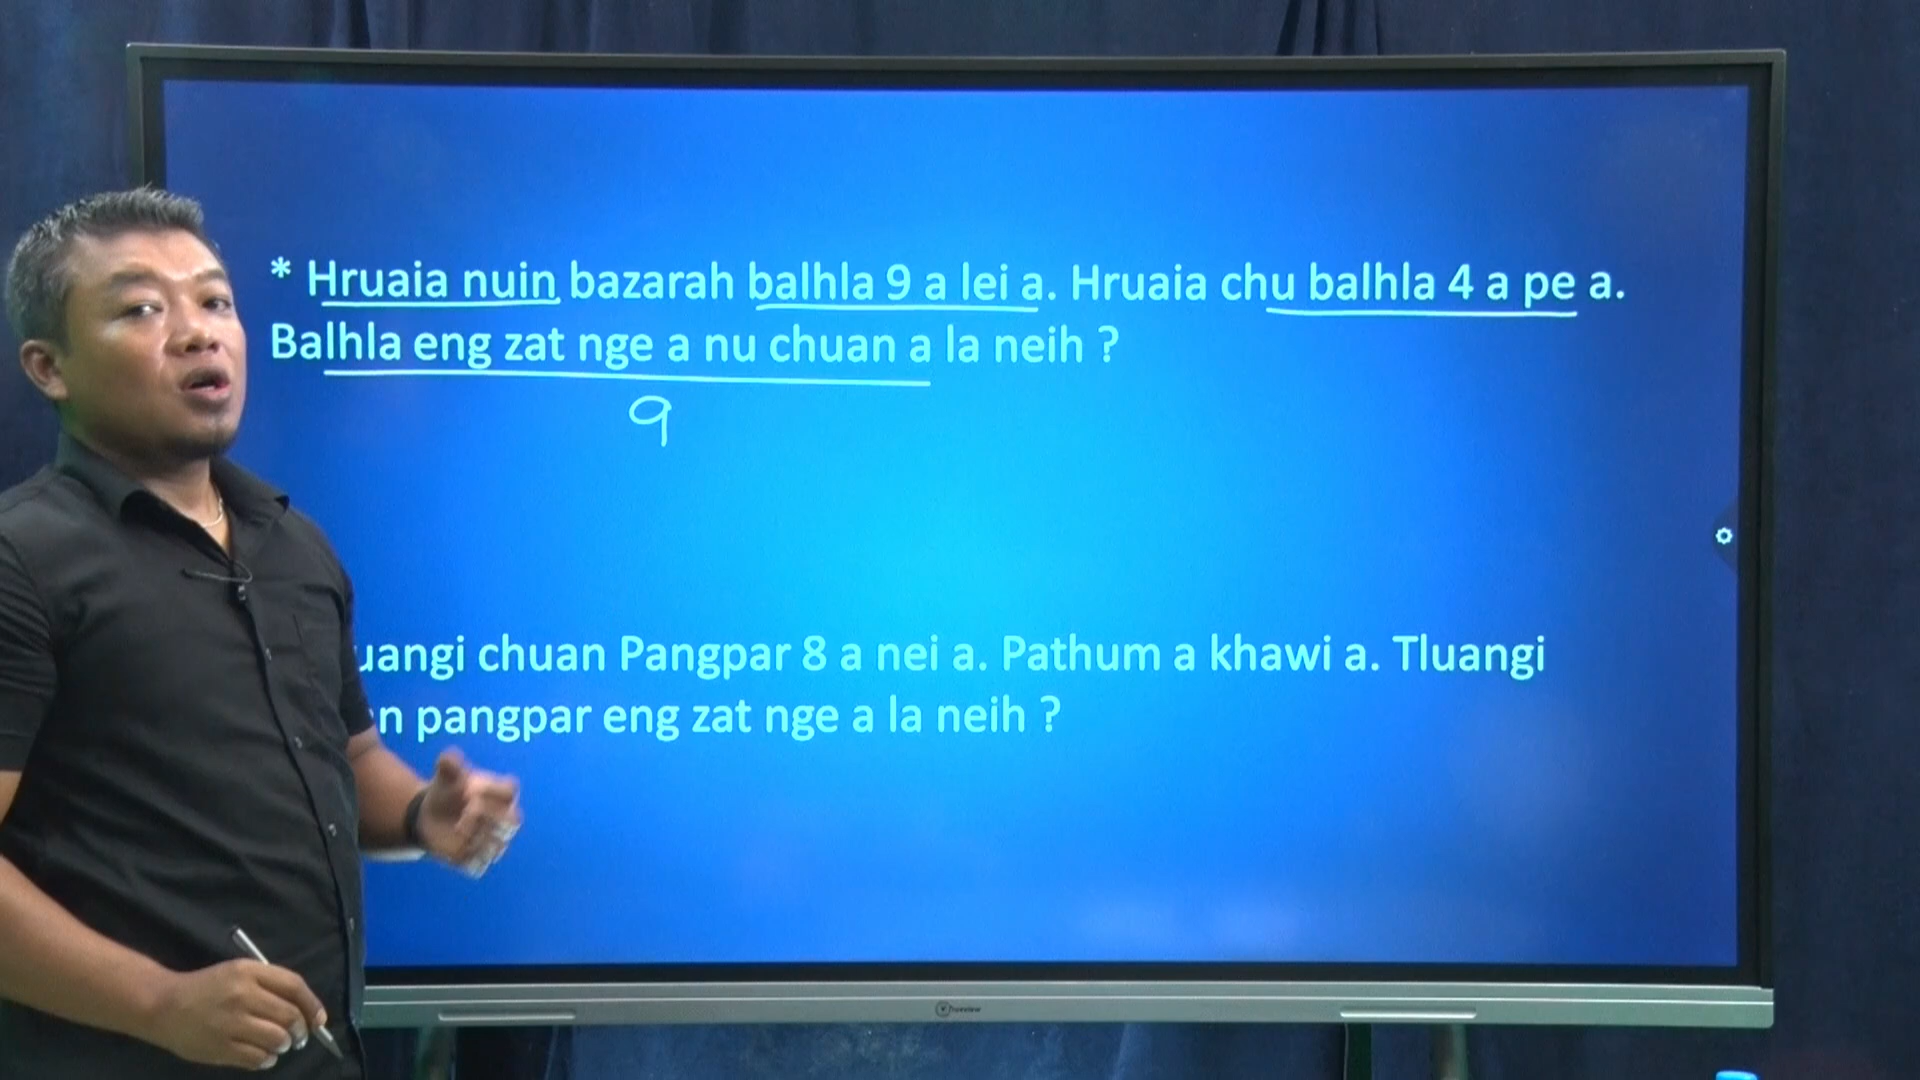 * Hruaia nuin bazarah balhla 9 a lei a. Hruaia chu balhla 4 a pe a.
Balhla eng zat nge a nu chuan a la neih ?
9
chuan Pangpar 8 a nei a. Pathum a khawi a. Tluangi
pangpar eng zat nge a la neih ?